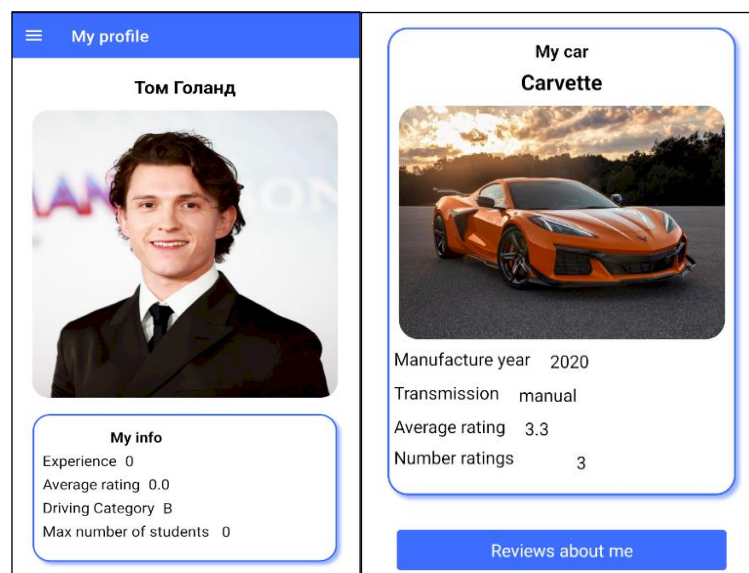 My profile
Том Голанд
My info
Experience 0
Average rating 0.0
Driving Category B
Max number of students 0
My car
Carvette
Manufacture year 2020
Transmission manual
Average rating 3.3
Number ratings 3
Reviews about me